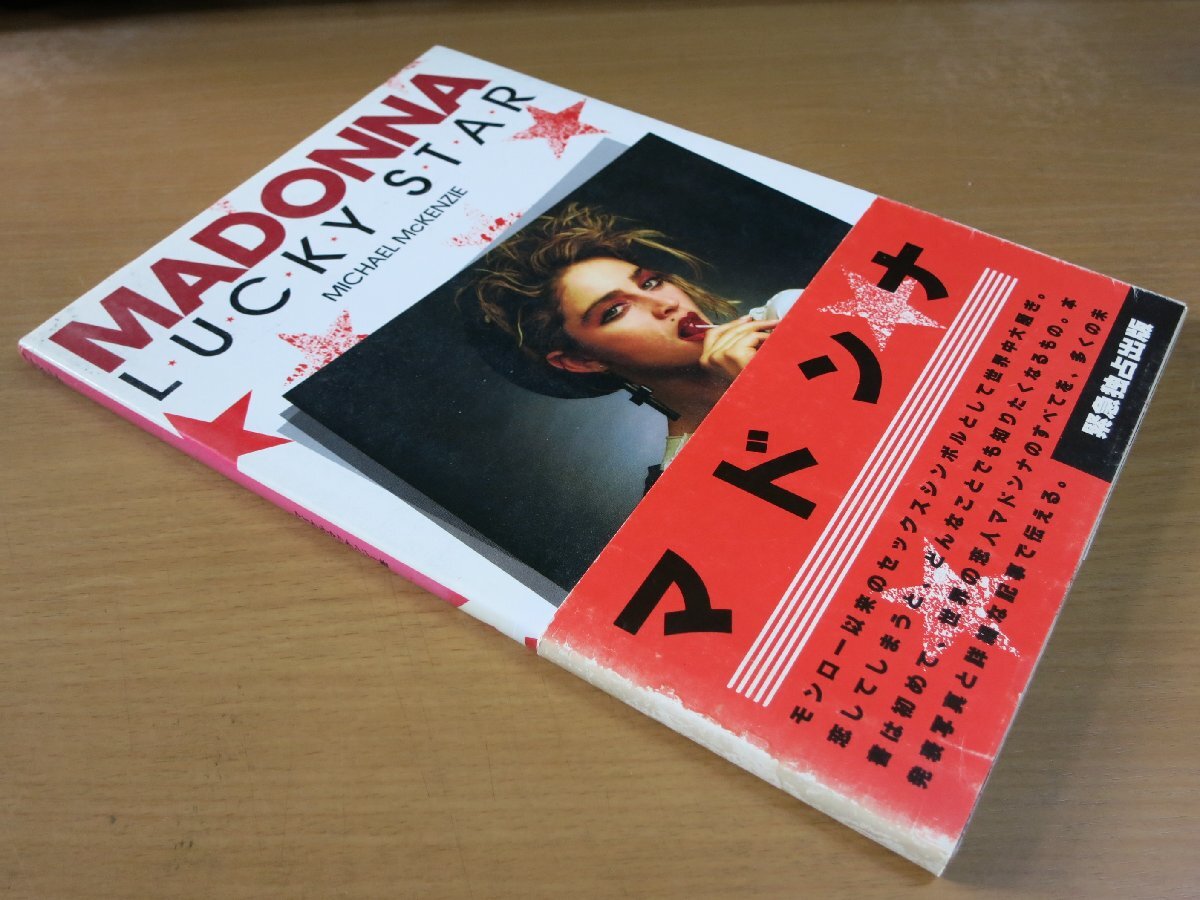 MADONNA
L·U·C·K·Y S·T·A·R
MICHAEL McKENZIE
マドンナ
モンロー以来のセックスシンボルとして世界中大騒ぎ。
恋してしまうと、どんなことでも知りたくなるもの。本
書は初めて、世界の恋人マドンナのすべてを、多くの未
発表写真と詳細な記事で伝える。
緊急独占出版